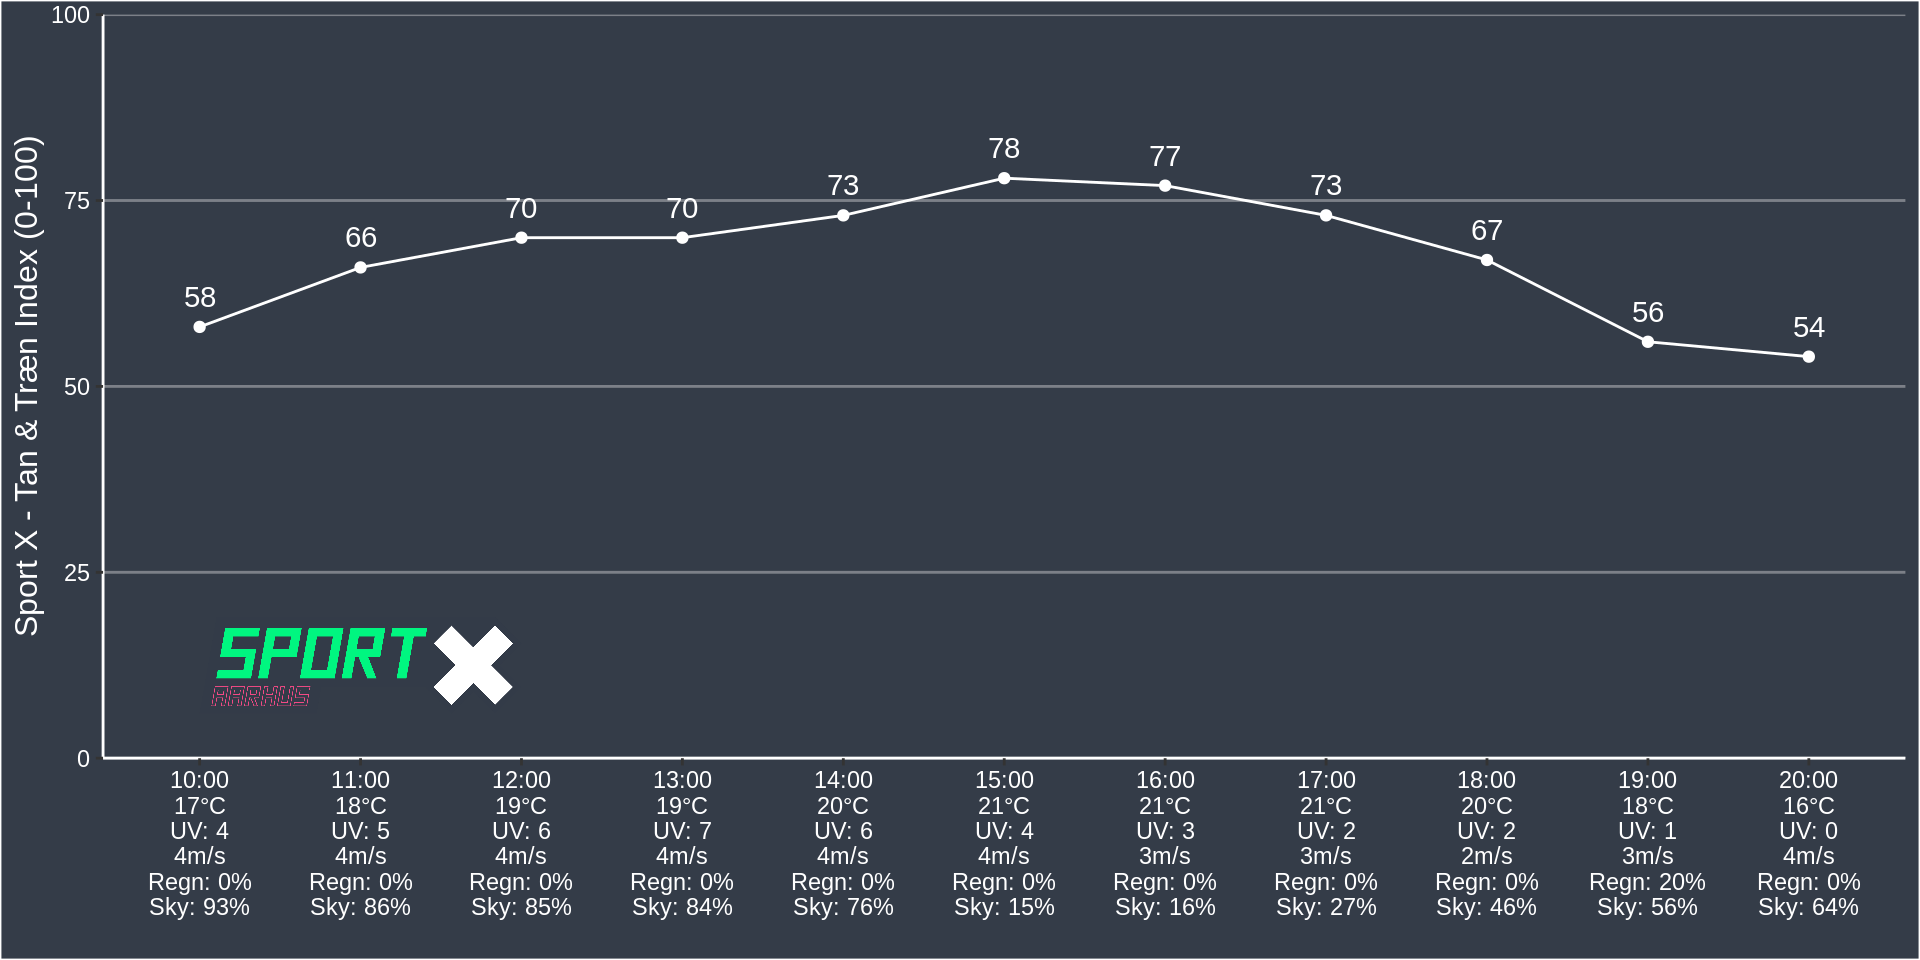 Sport X - Tan & Træn Index (0-100)
100
75
50
25
0
58
66
70
70
73
78
77
73
67
56
54
SPORT X
AARHUS
10:00 11:00 12:00 13:00 14:00 15:00 16:00 17:00 18:00 19:00 20:00
17°C 18°C 19°C 19°C 20°C 21°C 21°C 21°C 20°C 18°C 16°C
UV: 4 UV: 5 UV: 6 UV: 7 UV: 6 UV: 4 UV: 3 UV: 2 UV: 2 UV: 1 UV: 0
4m/s 4m/s 4m/s 4m/s 4m/s 4m/s 3m/s 3m/s 2m/s 3m/s 4m/s
Regn: 0% Regn: 0% Regn: 0% Regn: 0% Regn: 0% Regn: 0% Regn: 0% Regn: 0% Regn: 0% Regn: 20% Regn: 0%
Sky: 93% Sky: 86% Sky: 85% Sky: 84% Sky: 76% Sky: 15% Sky: 16% Sky: 27% Sky: 46% Sky: 56% Sky: 64%